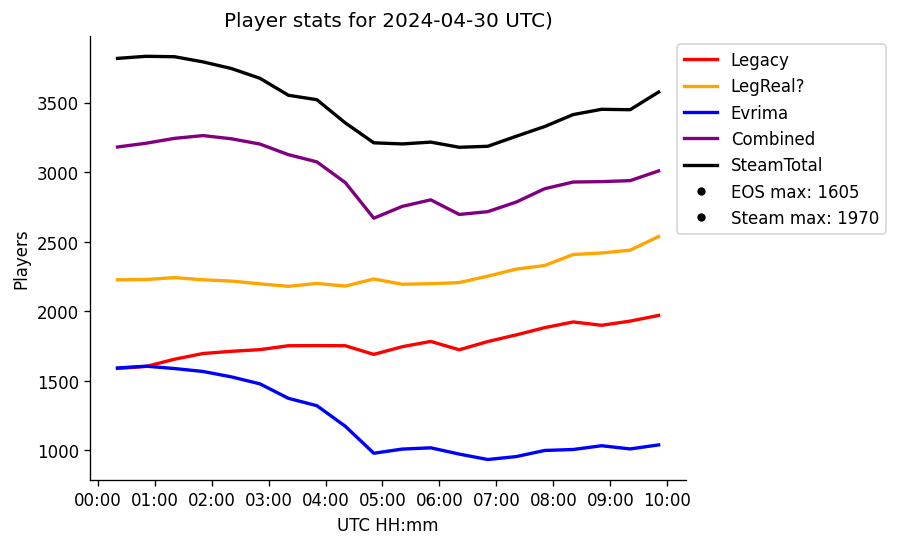 Player stats for 2024-04-30 UTC)
Legacy
LegReal?
Evrima
Combined
SteamTotal
EOS max: 1605
Steam max: 1970
Players
3500
3000
2500
2000
1500
1000
00:00 01:00 02:00 03:00 04:00 05:00 06:00 07:00 08:00 09:00 10:00
UTC HH:mm